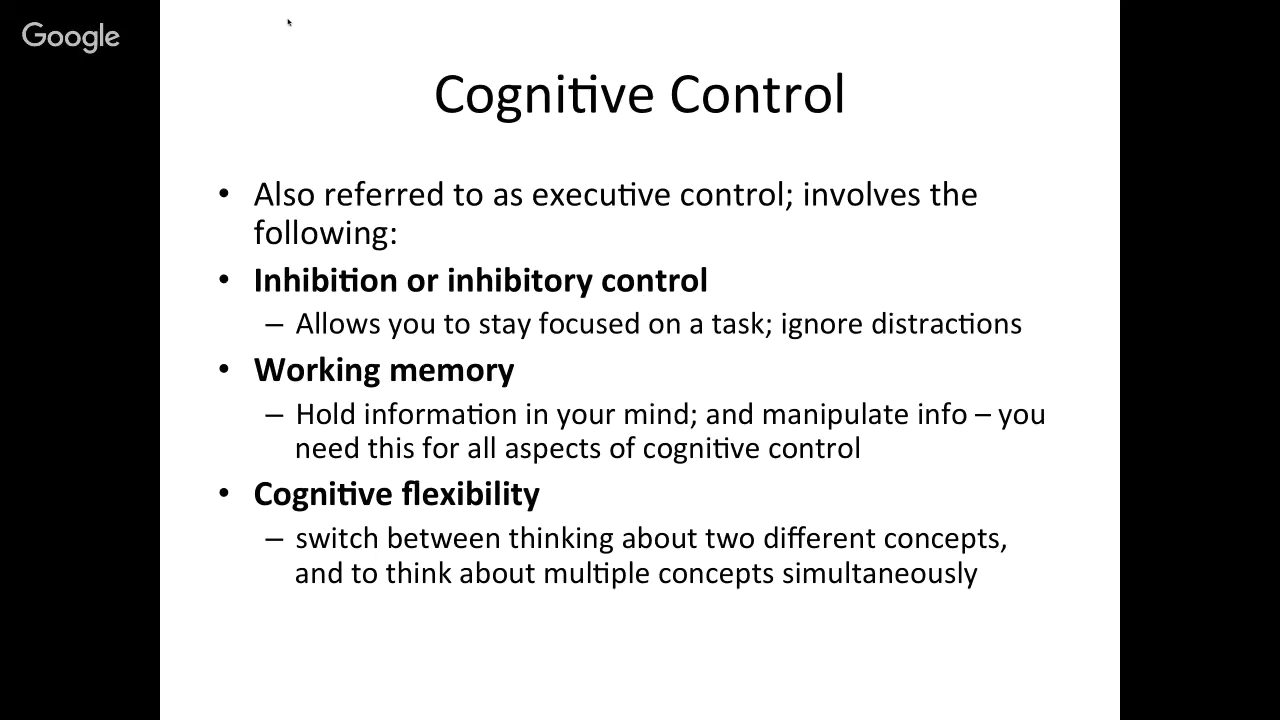 Google
Cognitive Control
• Also referred to as executive control; involves the
following:
• Inhibition or inhibitory control
– Allows you to stay focused on a task; ignore distractions
• Working memory
– Hold information in your mind; and manipulate info – you
need this for all aspects of cognitive control
• Cognitive flexibility
– switch between thinking about two different concepts,
and to think about multiple concepts simultaneously